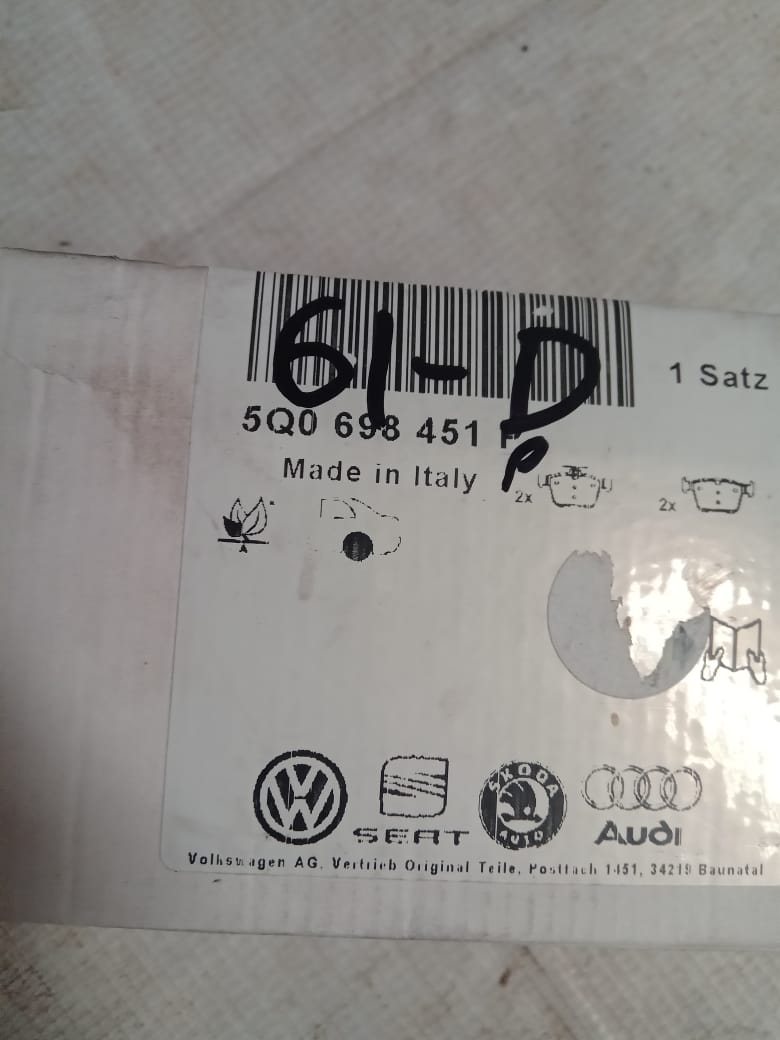 61-D
1 Satz
5Q0 698 451
Made in Italy
P
2x
2x
SEAT
ŠKODA
AUTO
Audi
Volkswagen AG, Vertrieb Original Teile, Postfach 1451, 34219 Baunatal